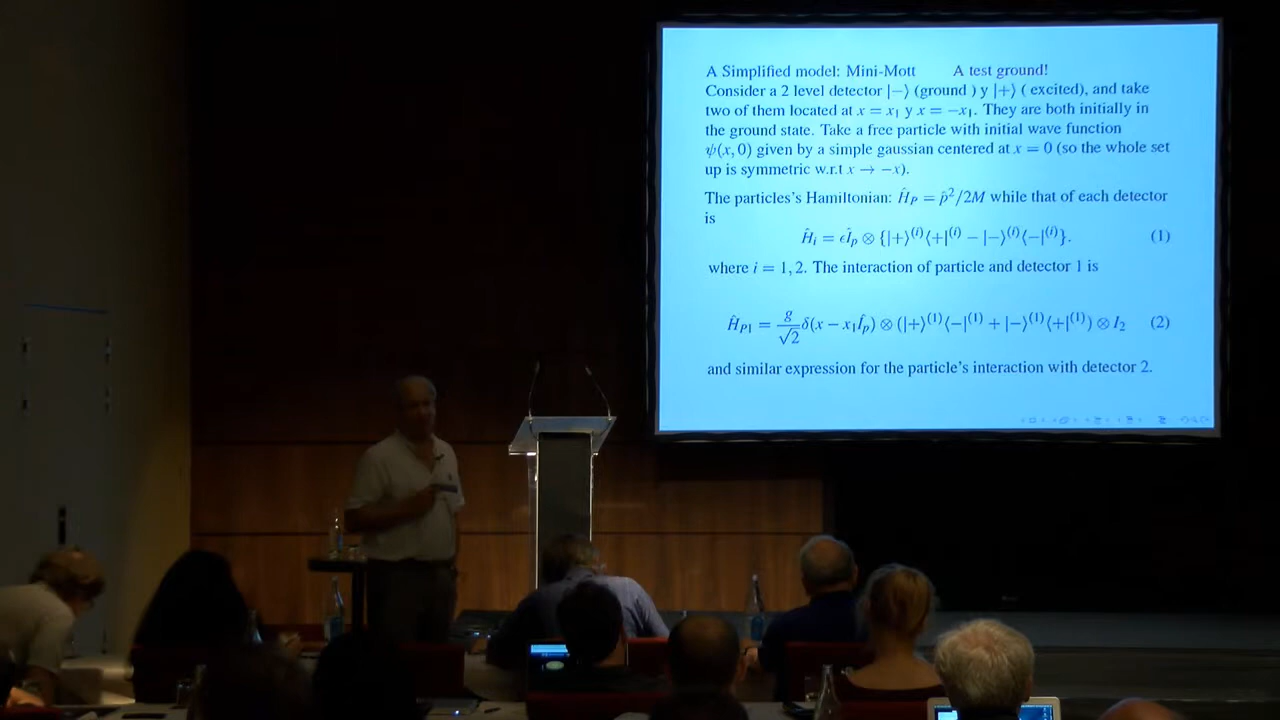 A Simplified model: Mini-Mott A test ground!
Consider a 2 level detector |−⟩ (ground ) y |+⟩ ( excited), and take
two of them located at x = x₁ y x = −x₁. They are both initially in
the ground state. Take a free particle with initial wave function
ψ(x, 0) given by a simple gaussian centered at x = 0 (so the whole set
up is symmetric w.r.t x → −x).
The particles's Hamiltonian: Ĥ_P = p̂²/2M while that of each detector
is
Ĥ_i = ϵÎ_p ⊗ {|+⟩⁽ⁱ⁾⟨+|⁽ⁱ⁾ − |−⟩⁽ⁱ⁾⟨−|⁽ⁱ⁾}. (1)
where i = 1, 2. The interaction of particle and detector 1 is
Ĥ_{P1} = g/√2 δ(x − x₁Î_p) ⊗ (|+⟩⁽¹⁾⟨−|⁽¹⁾ + |−⟩⁽¹⁾⟨+|⁽¹⁾) ⊗ I₂ (2)
and similar expression for the particle's interaction with detector 2.